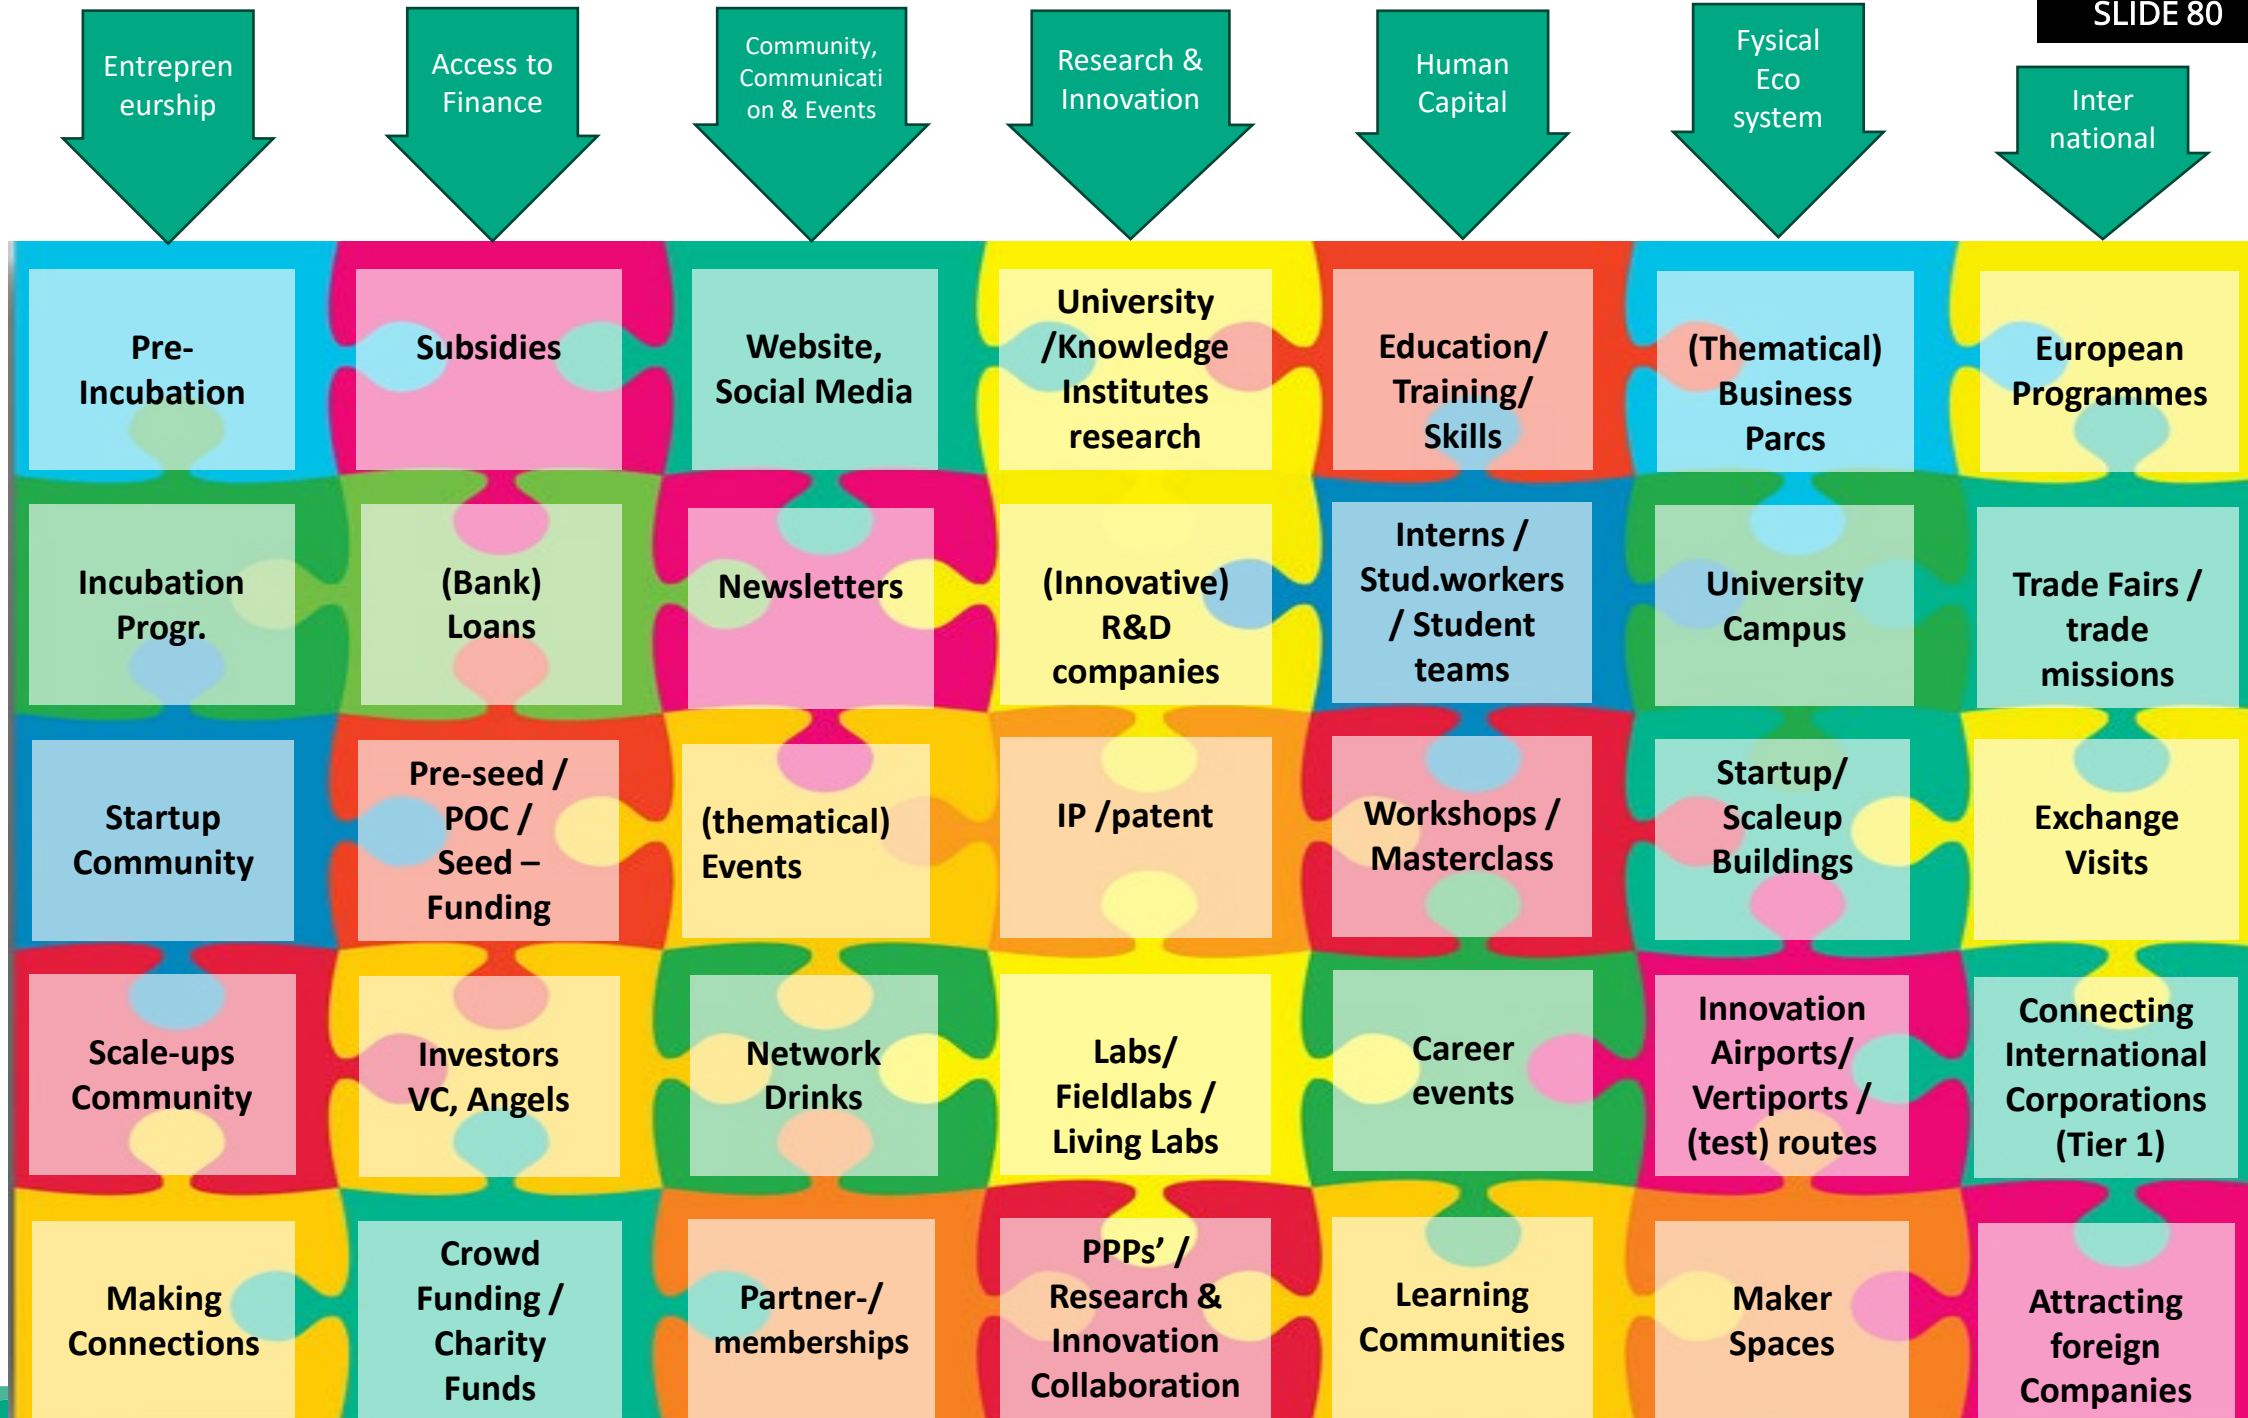 SLIDE 80
Entrepren
eurship
Access to
Finance
Community,
Communicati
on & Events
Research &
Innovation
Human
Capital
Fysical
Eco
system
Inter
national
Pre-
Incubation
Subsidies
Website,
Social Media
University
/Knowledge
Institutes
research
Education/
Training/
Skills
(Thematical)
Business
Parcs
European
Programmes
Incubation
Progr.
(Bank)
Loans
Newsletters
(Innovative)
R&D
companies
Interns /
Stud.workers
/ Student
teams
University
Campus
Trade Fairs /
trade
missions
Startup
Community
Pre-seed /
POC /
Seed –
Funding
(thematical)
Events
IP /patent
Workshops /
Masterclass
Startup/
Scaleup
Buildings
Exchange
Visits
Scale-ups
Community
Investors
VC, Angels
Network
Drinks
Labs/
Fieldlabs /
Living Labs
Career
events
Innovation
Airports/
Vertiports /
(test) routes
Connecting
International
Corporations
(Tier 1)
Making
Connections
Crowd
Funding /
Charity
Funds
Partner-/
memberships
PPPs’ /
Research &
Innovation
Collaboration
Learning
Communities
Maker
Spaces
Attracting
foreign
Companies